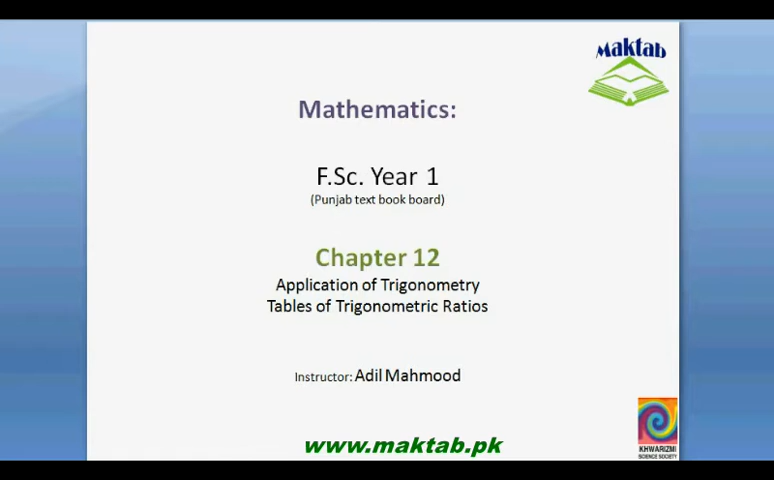 Maktab
Mathematics:
F.Sc. Year 1
(Punjab text book board)
Chapter 12
Application of Trigonometry
Tables of Trigonometric Ratios
Instructor: Adil Mahmood
www.maktab.pk
KHWARIZMI
SCIENCE SOCIETY